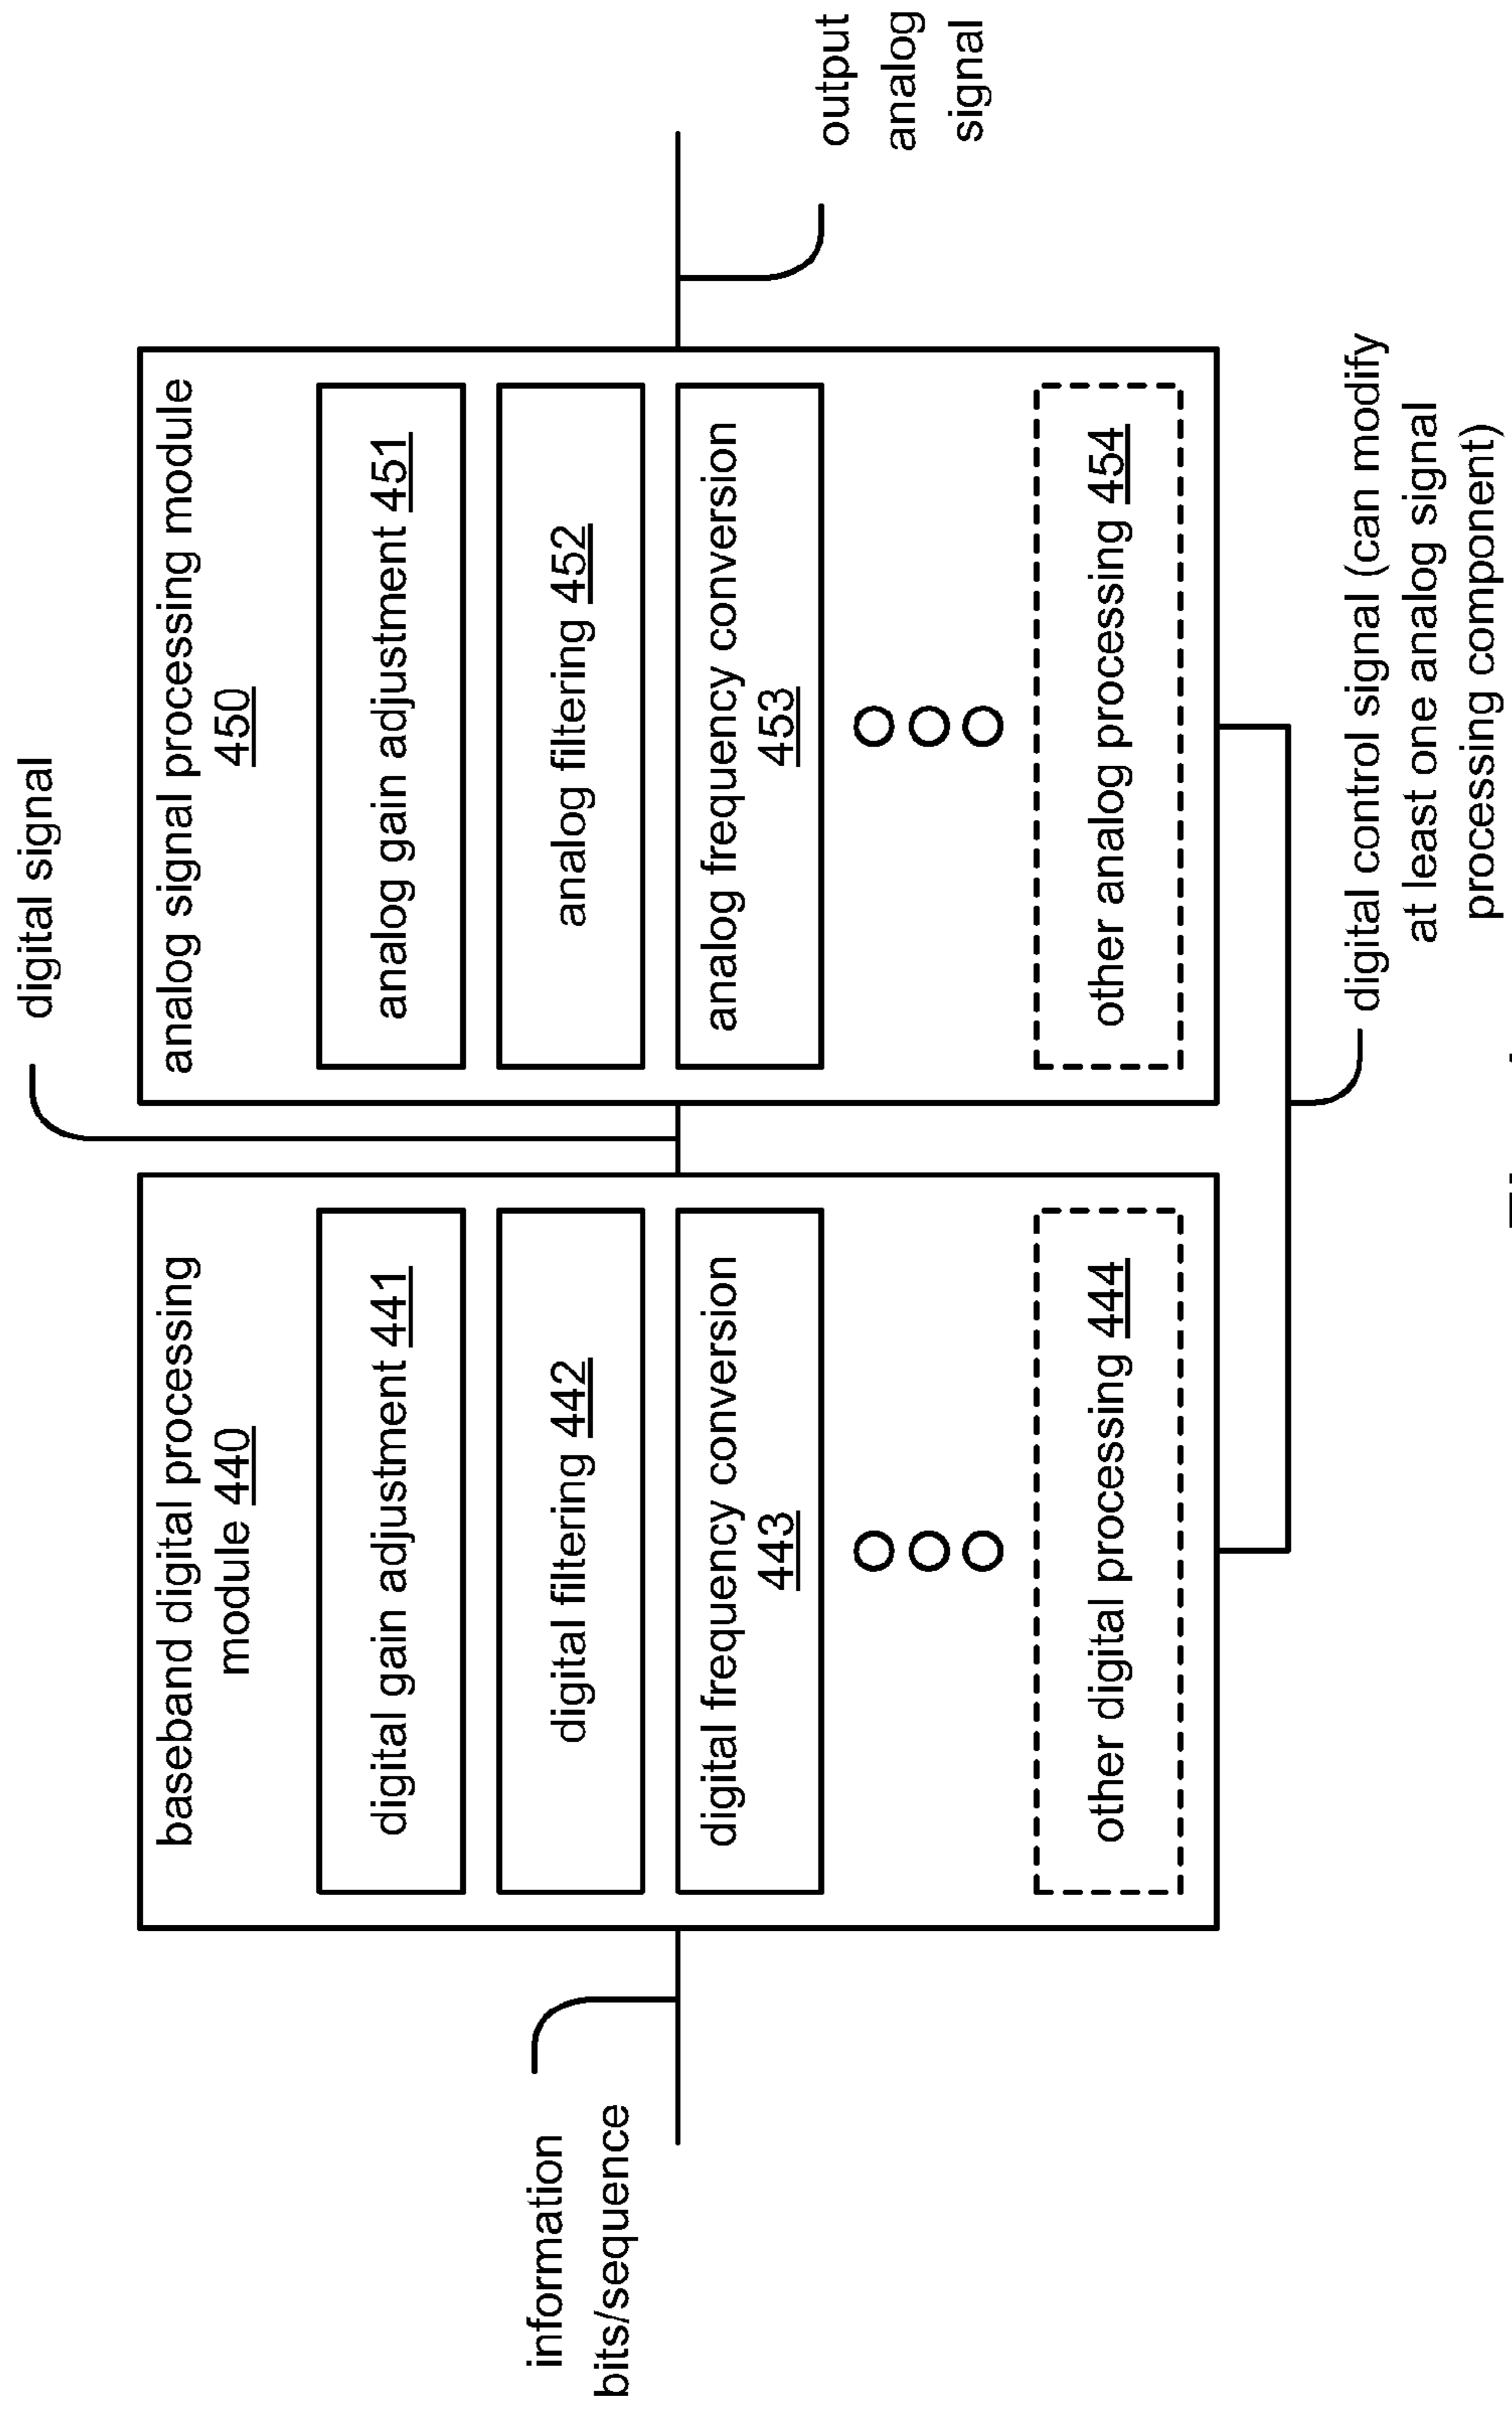 information
bits/sequence
baseband digital processing
module 440
digital gain adjustment 441
digital filtering 442
digital frequency conversion
443
other digital processing 444
digital signal
analog signal processing module
450
analog gain adjustment 451
analog filtering 452
analog frequency conversion
453
other analog processing 454
digital control signal (can modify
at least one analog signal
processing component)
output
analog
signal